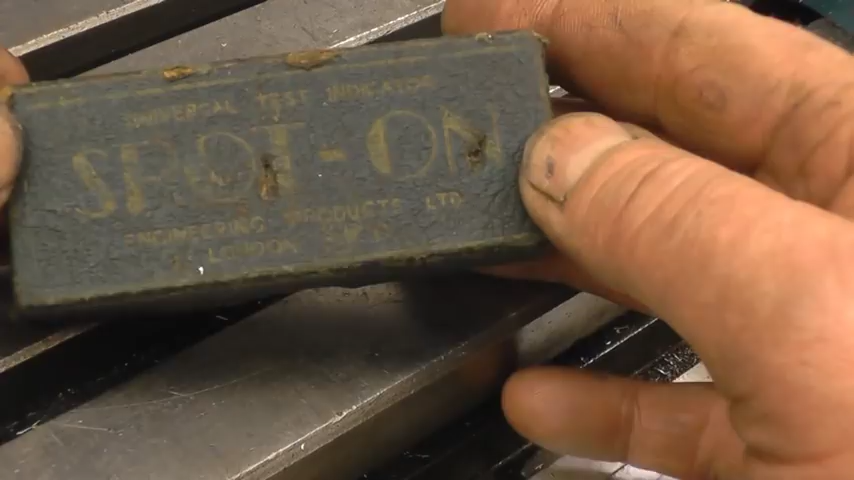 UNIVERSAL TEST INDICATOR
SPOT-ON
ENGINEERING PRODUCTS LTD
LONDON